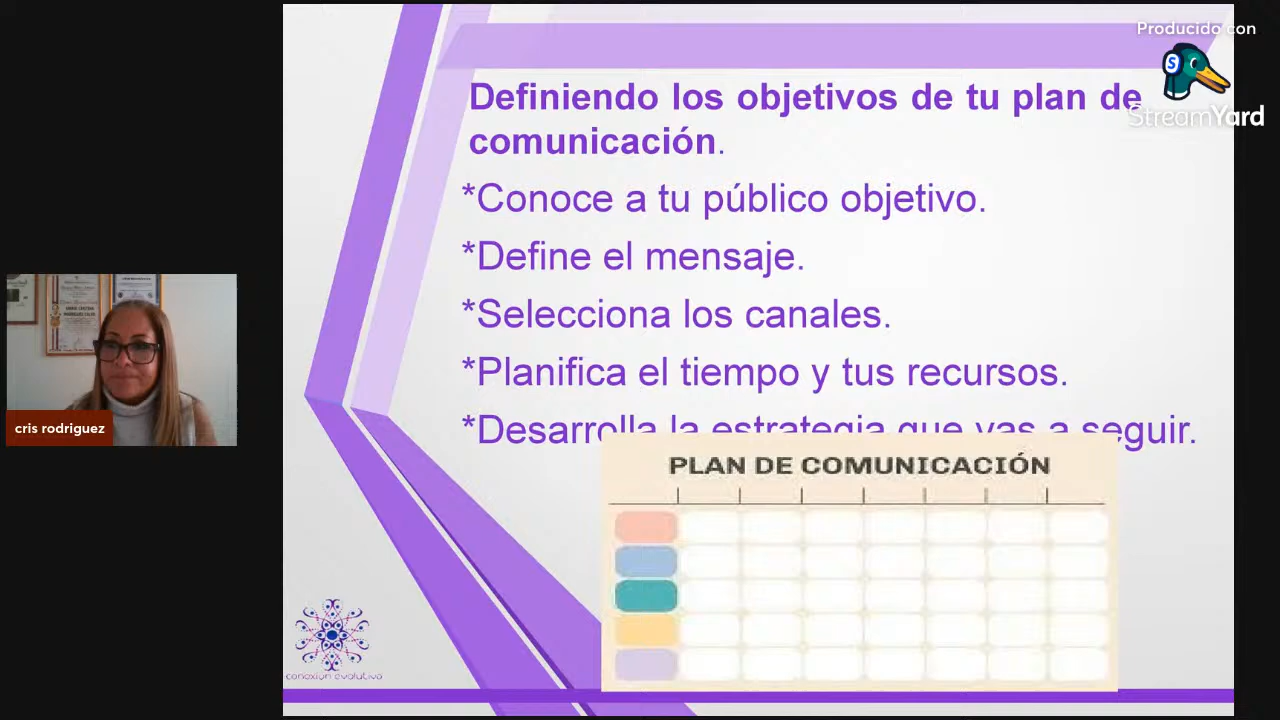 Producido con
StreamYard
Definiendo los objetivos de tu plan de
comunicación.
*Conoce a tu público objetivo.
*Define el mensaje.
*Selecciona los canales.
*Planifica el tiempo y tus recursos.
*Desarrolla la estrategia que vas a seguir.
cris rodriguez
PLAN DE COMUNICACIÓN
conexión evolutiva